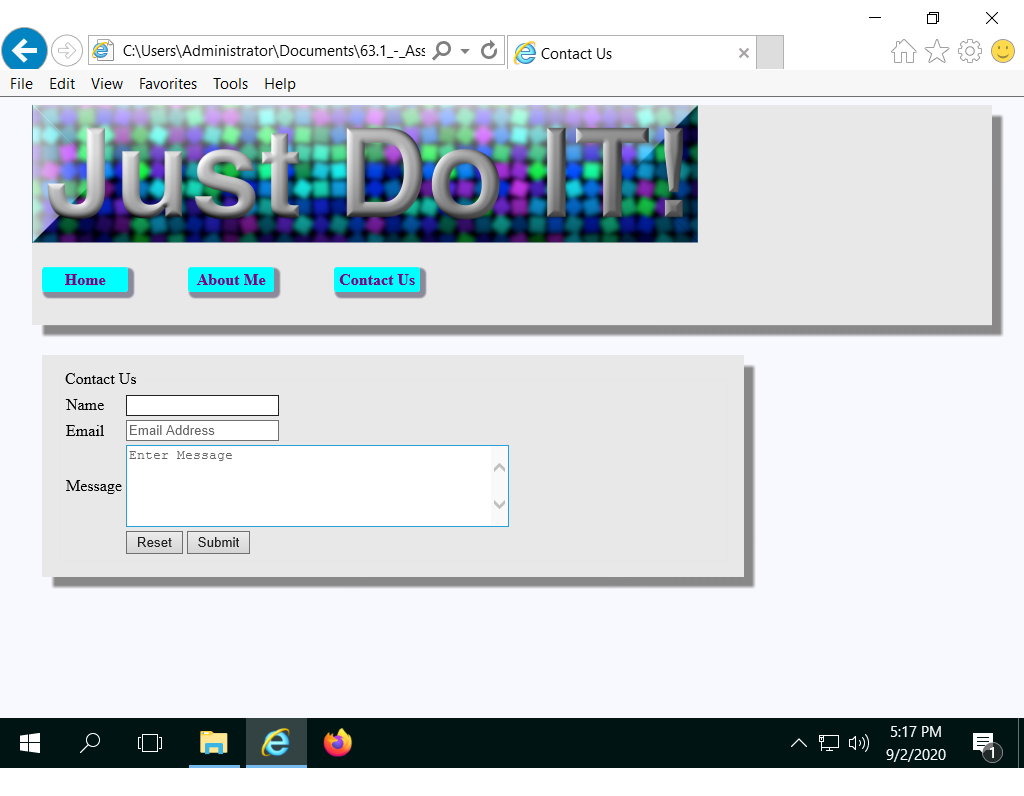 C:\Users\Administrator\Documents\63.1_-_Ass
Contact Us
File Edit View Favorites Tools Help
Just Do IT!
Home About Me Contact Us
Contact Us
Name
Email Email Address
Enter Message
Message
Reset Submit
5:17 PM
9/2/2020
1